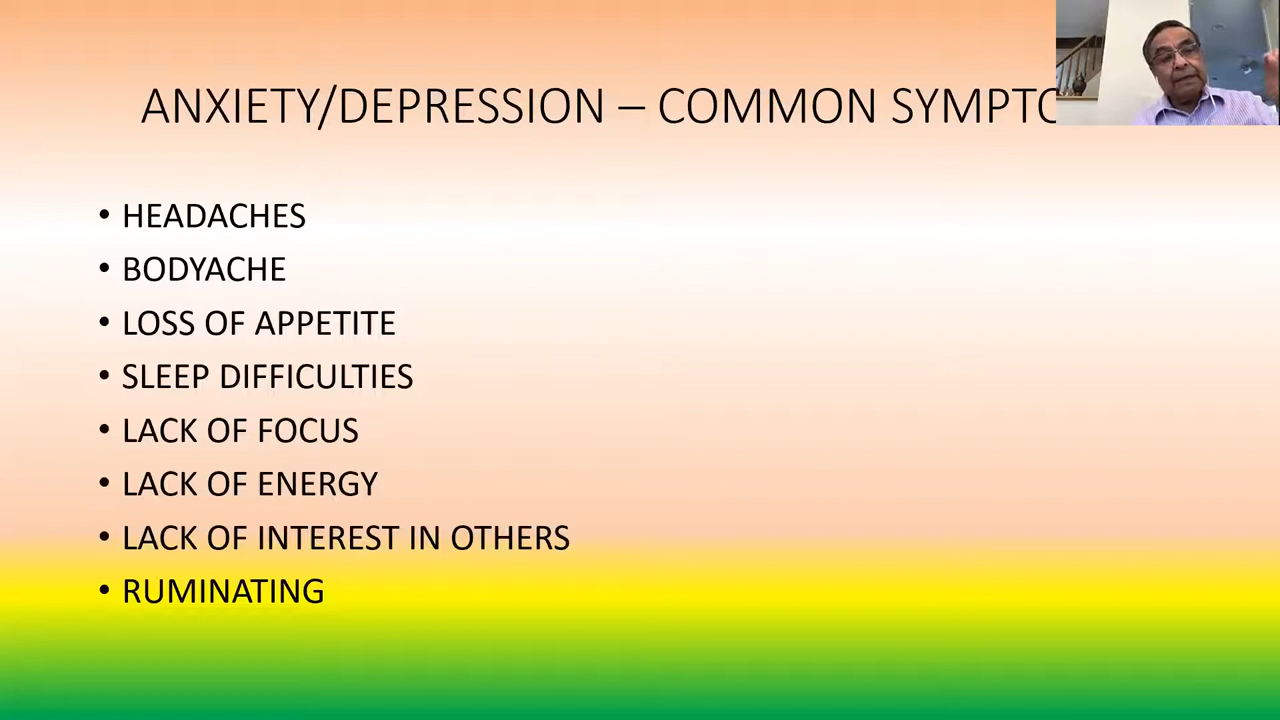 ANXIETY/DEPRESSION – COMMON
• HEADACHES
• BODYACHE
• LOSS OF APPETITE
• SLEEP DIFFICULTIES
• LACK OF FOCUS
• LACK OF ENERGY
• LACK OF INTEREST IN OTHERS
• RUMINATING